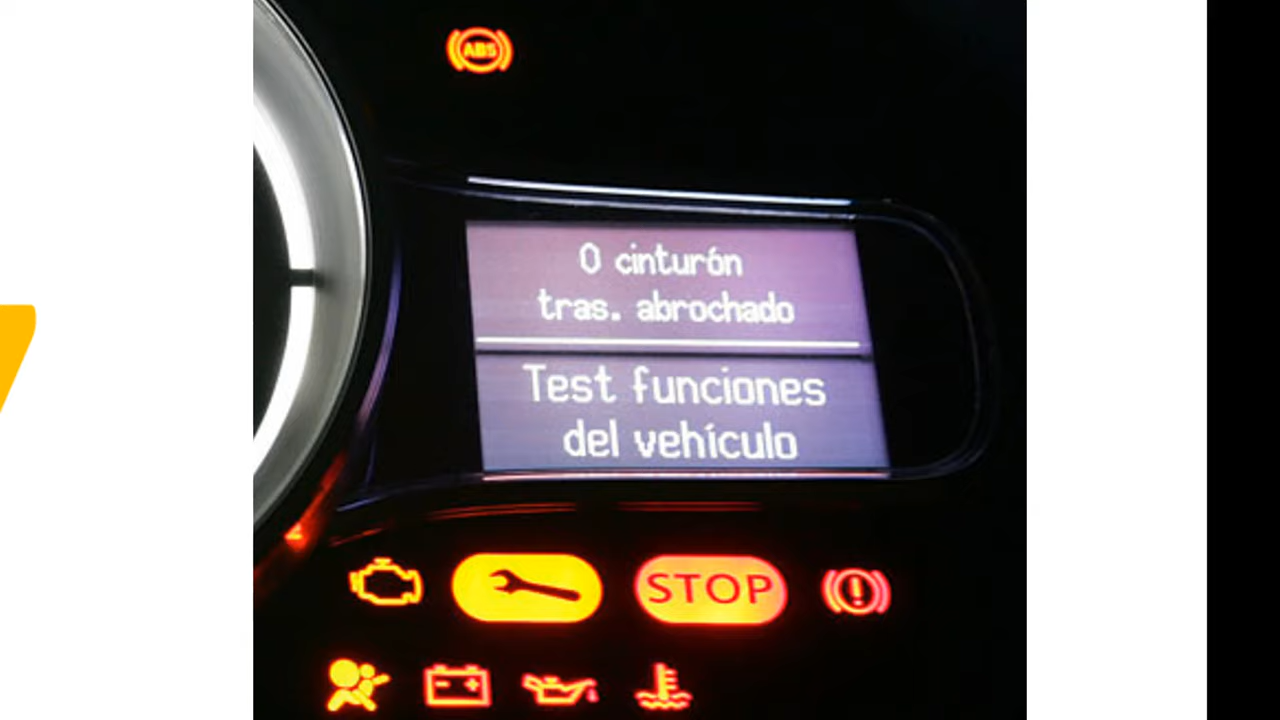 ABS
0 cinturón
tras. abrochado
Test funciones
del vehículo
STOP